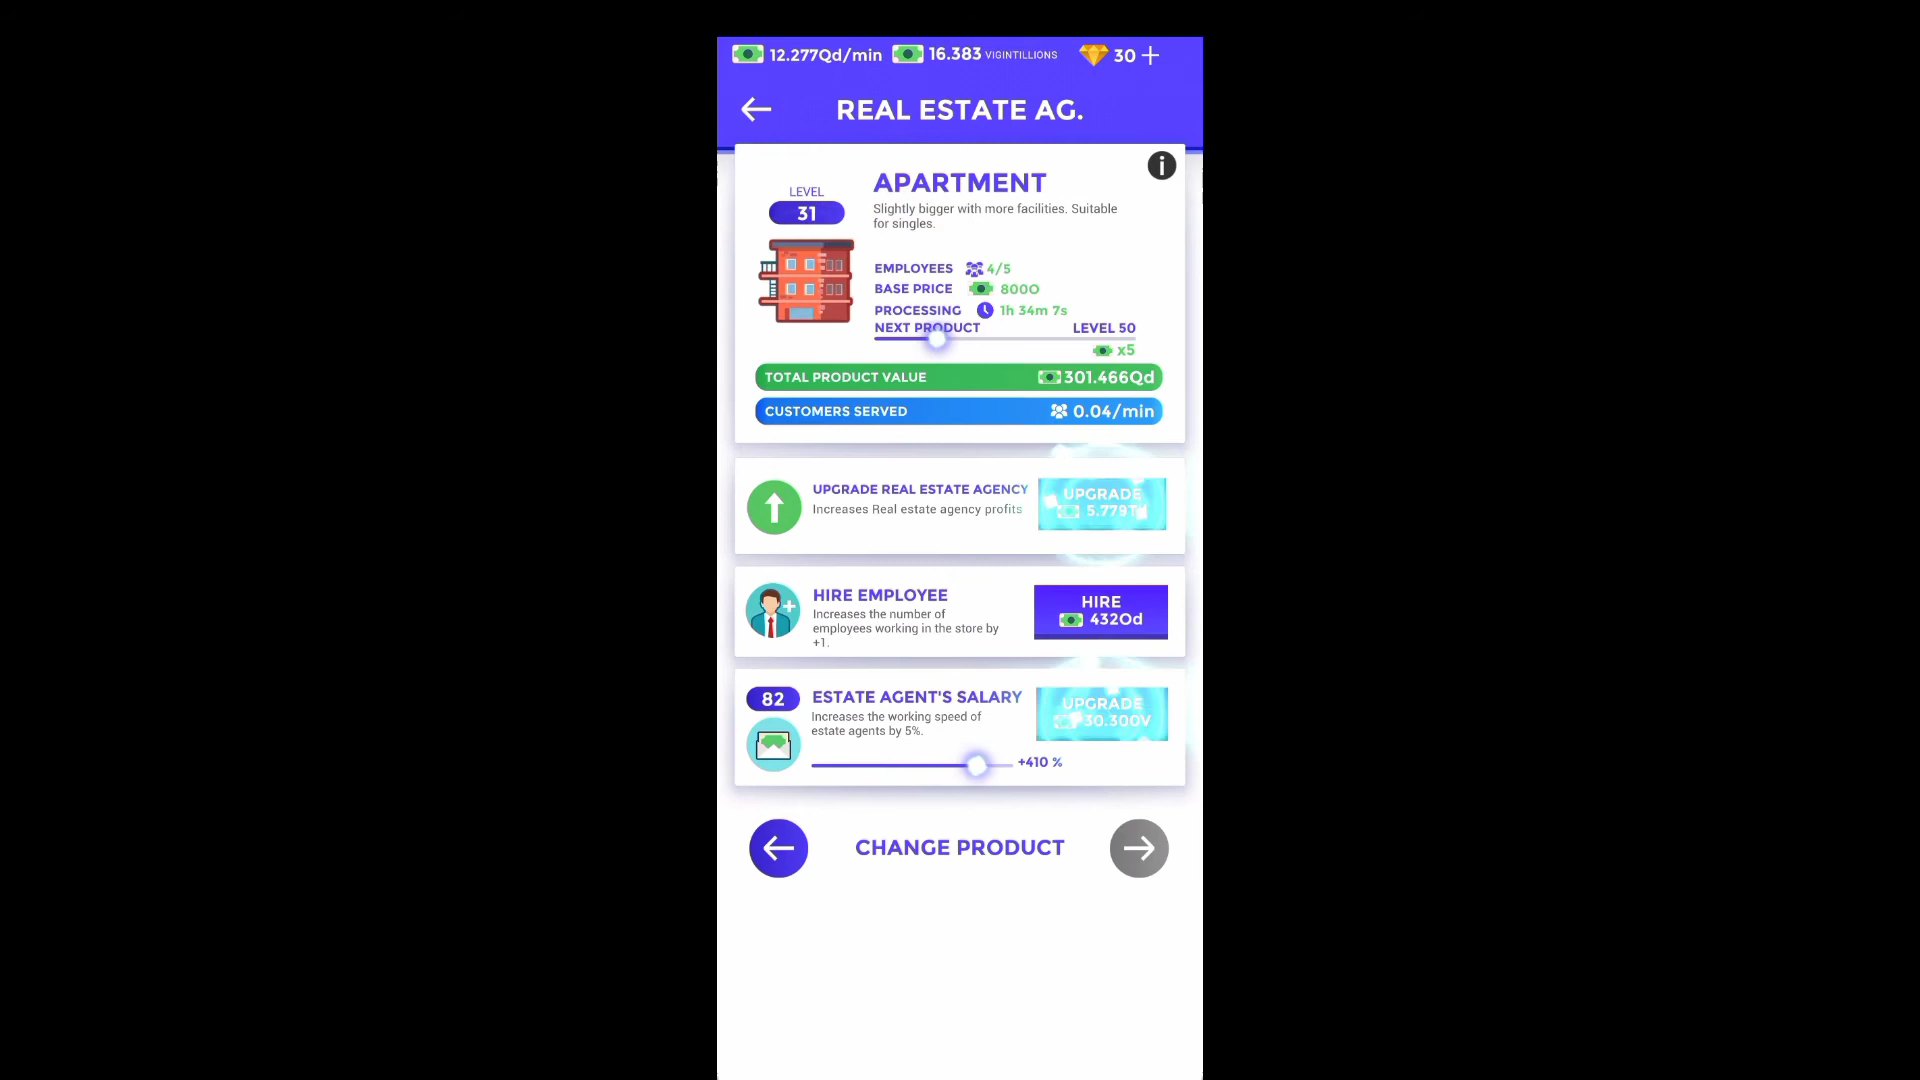 12.277Qd/min 16.383 VIGINTILLIONS 30
REAL ESTATE AG.
i
LEVEL
31
APARTMENT
Slightly bigger with more facilities. Suitable
for singles.
EMPLOYEES 4/5
BASE PRICE 800O
PROCESSING 1h 34m 7s
NEXT PRODUCT LEVEL 50
x5
TOTAL PRODUCT VALUE 301.466Qd
CUSTOMERS SERVED 0.04/min
UPGRADE REAL ESTATE AGENCY
Increases Real estate agency profits
UPGRADE
HIRE EMPLOYEE
Increases the number of
employees working in the store by
+1.
HIRE
432Od
82
ESTATE AGENT'S SALARY
Increases the working speed of
estate agents by 5%.
UPGRADE
30.300V
+410 %
CHANGE PRODUCT